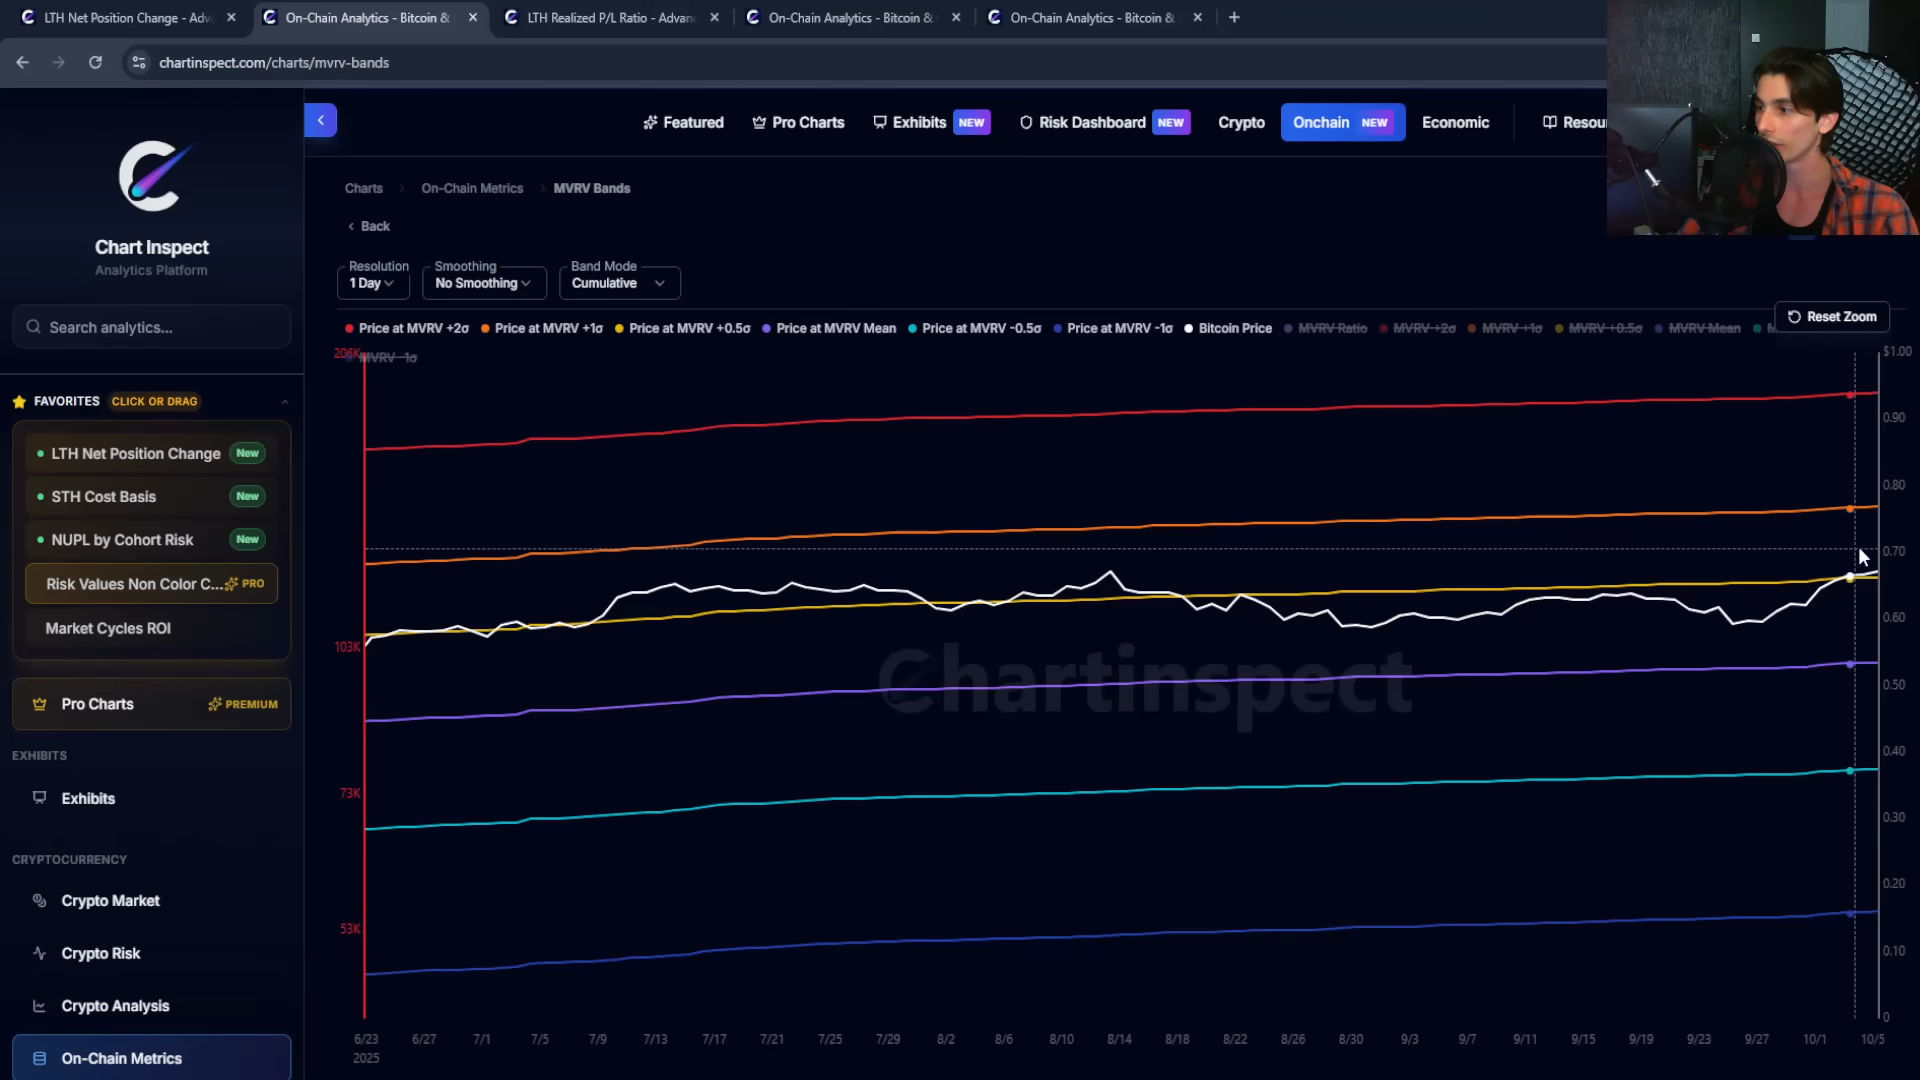 LTH Net Position Change - Adv
On-Chain Analytics - Bitcoin &
LTH Realized P/L Ratio - Advan
On-Chain Analytics - Bitcoin &
On-Chain Analytics - Bitcoin &
chartinspect.com/charts/mvrv-bands
Featured
Pro Charts
Exhibits NEW
Risk Dashboard NEW
Crypto
Onchain NEW
Economic
Resou
Chart Inspect
Analytics Platform
Search analytics...
FAVORITES CLICK OR DRAG
LTH Net Position Change New
STH Cost Basis New
NUPL by Cohort Risk New
Risk Values Non Color C... PRO
Market Cycles ROI
Pro Charts PREMIUM
EXHIBITS
Exhibits
CRYPTOCURRENCY
Crypto Market
Crypto Risk
Crypto Analysis
On-Chain Metrics
Charts > On-Chain Metrics > MVRV Bands
< Back
Resolution
1 Day
Smoothing
No Smoothing
Band Mode
Cumulative
Reset Zoom
Price at MVRV +2σ Price at MVRV +1σ Price at MVRV +0.5σ Price at MVRV Mean Price at MVRV -0.5σ Price at MVRV -1σ Bitcoin Price MVRV Ratio MVRV +2σ MVRV +1σ MVRV +0.5σ MVRV Mean M
MVRV -1σ
206K
103K
73K
53K
$1.00
0.90
0.80
0.70
0.60
0.50
0.40
0.30
0.20
0.10
0
Chartinspect
6/23 6/27 7/1 7/5 7/9 7/13 7/17 7/21 7/25 7/29 8/2 8/6 8/10 8/14 8/18 8/22 8/26 8/30 9/3 9/7 9/11 9/15 9/19 9/23 9/27 10/1 10/5
2025